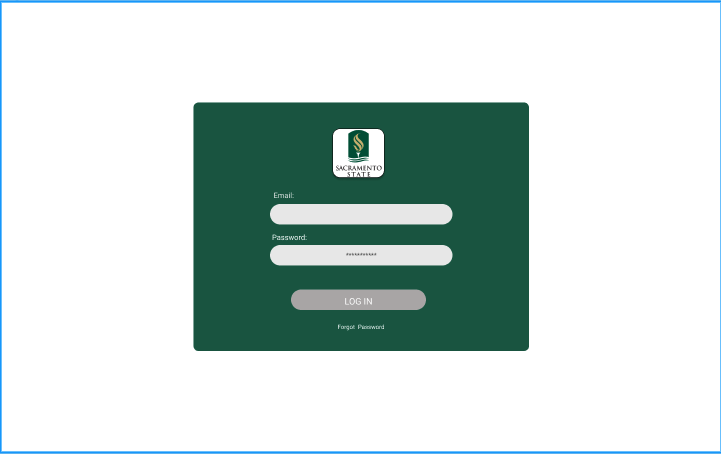 SACRAMENTO
STATE
Email:
Password:
***********
LOG IN
Forgot Password